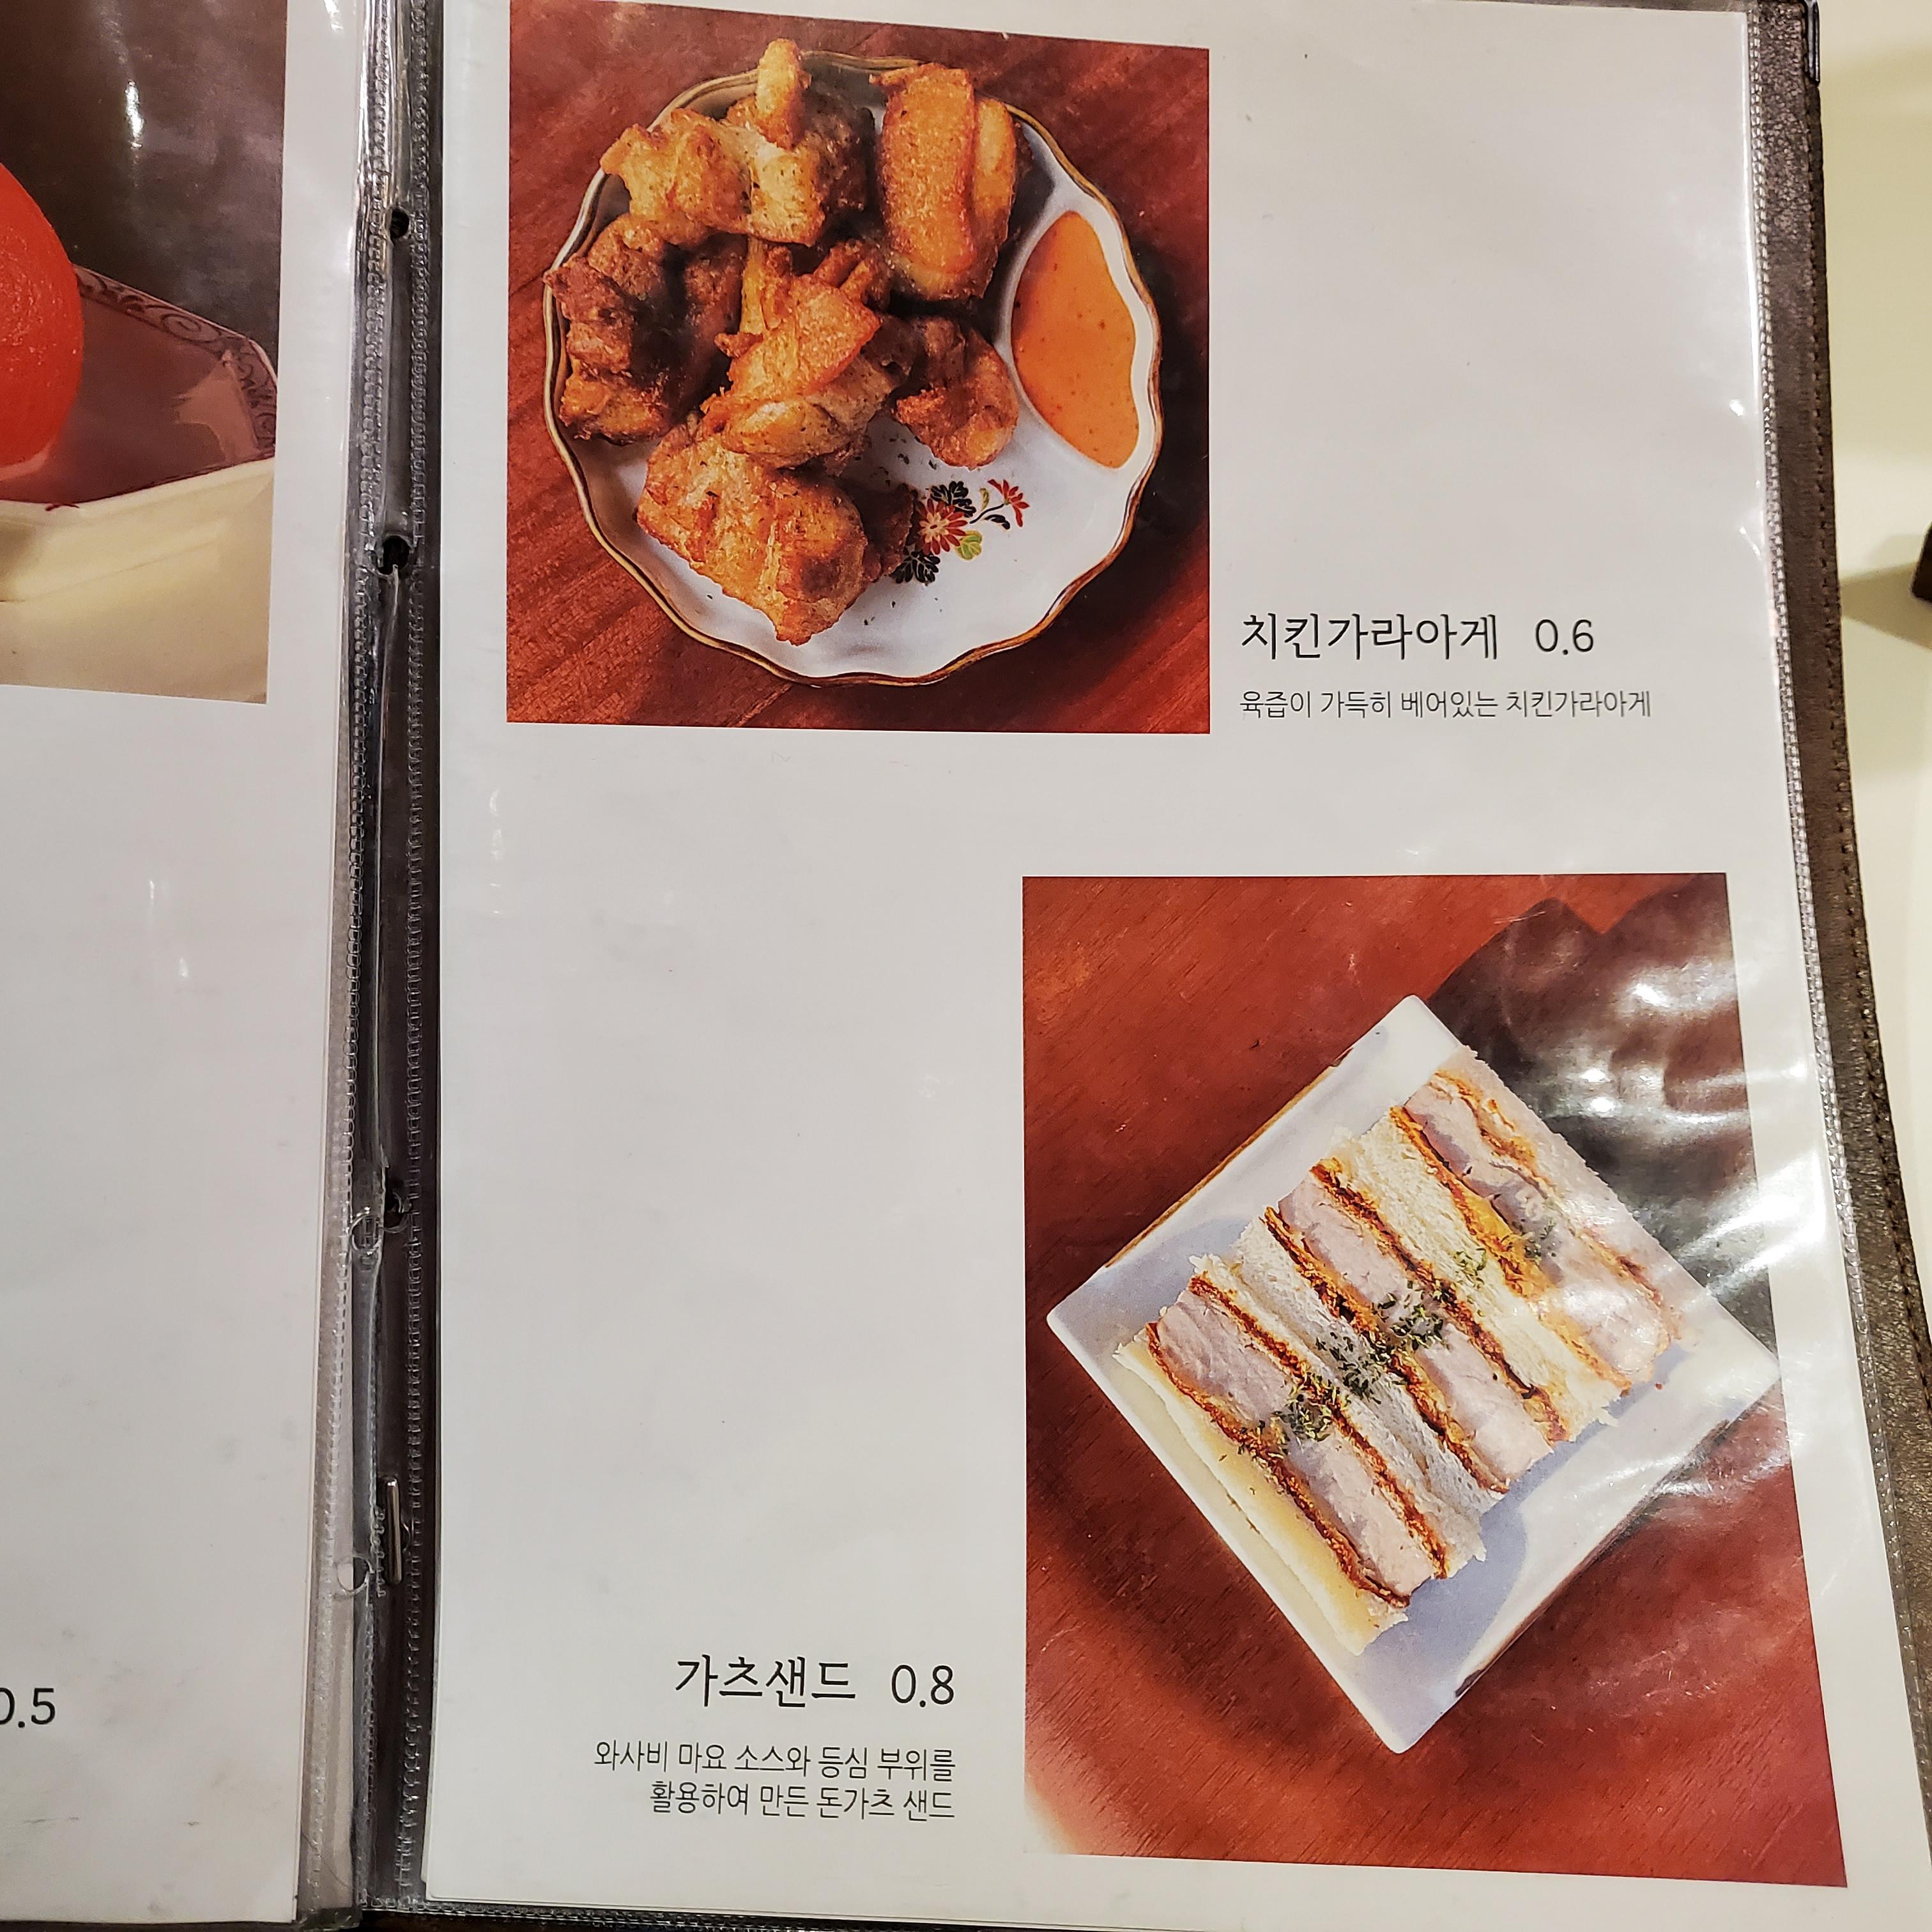 치킨가라아게 0.6
육즙이 가득히 베어있는 치킨가라아게
가츠샌드 0.8
와사비 마요 소스와 등심 부위를
활용하여 만든 돈가츠 샌드
0.5